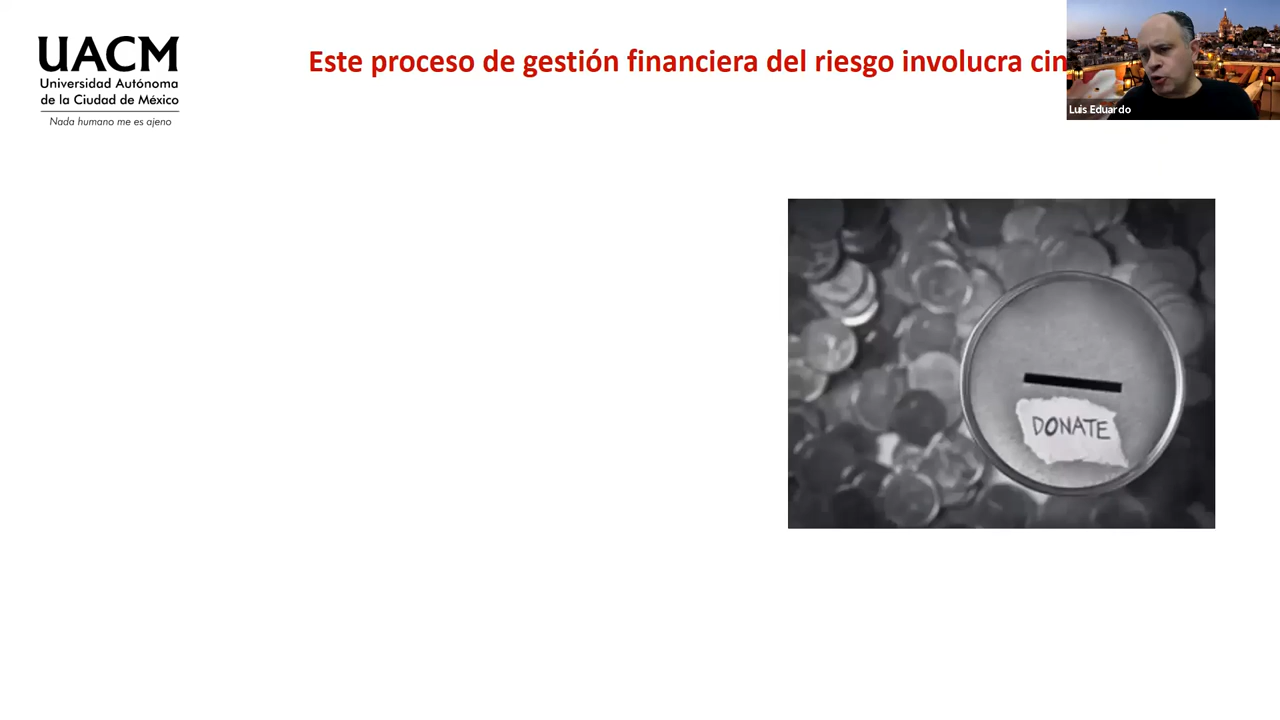 UACM
Universidad Autónoma
de la Ciudad de México
Nada humano me es ajeno
Este proceso de gestión financiera del riesgo involucra cin
Luis Eduardo
DONATE